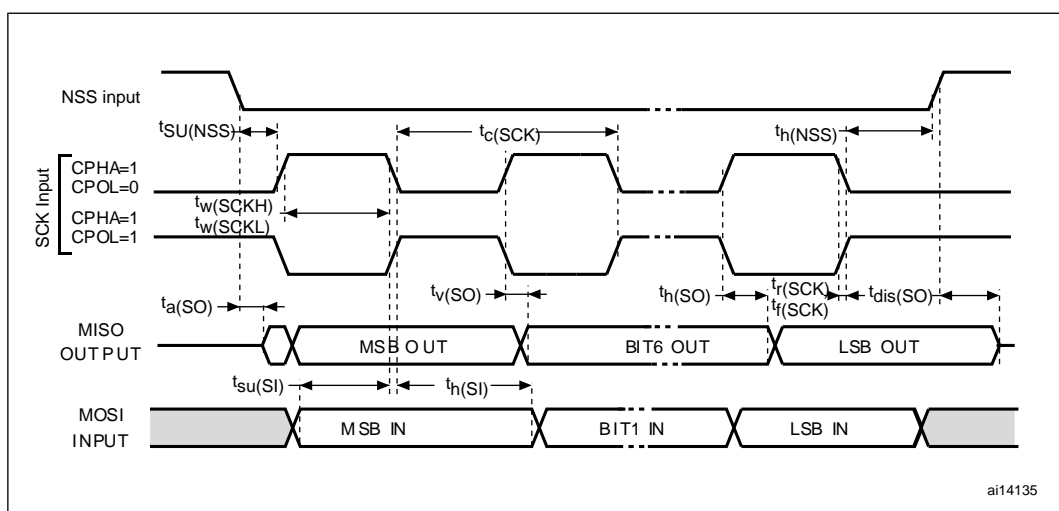 NSS input
tSU(NSS)
tc(SCK)
th(NSS)
SCK Input
CPHA=1
CPOL=0
CPHA=1
CPOL=1
tw(SCKH)
tw(SCKL)
ta(SO)
tv(SO)
th(SO)
tr(SCK)
tf(SCK)
tdis(SO)
MISO
OUTPUT
MSB OUT
BIT6 OUT
LSB OUT
tsu(SI)
th(SI)
MOSI
INPUT
MSB IN
BIT1 IN
LSB IN
ai14135